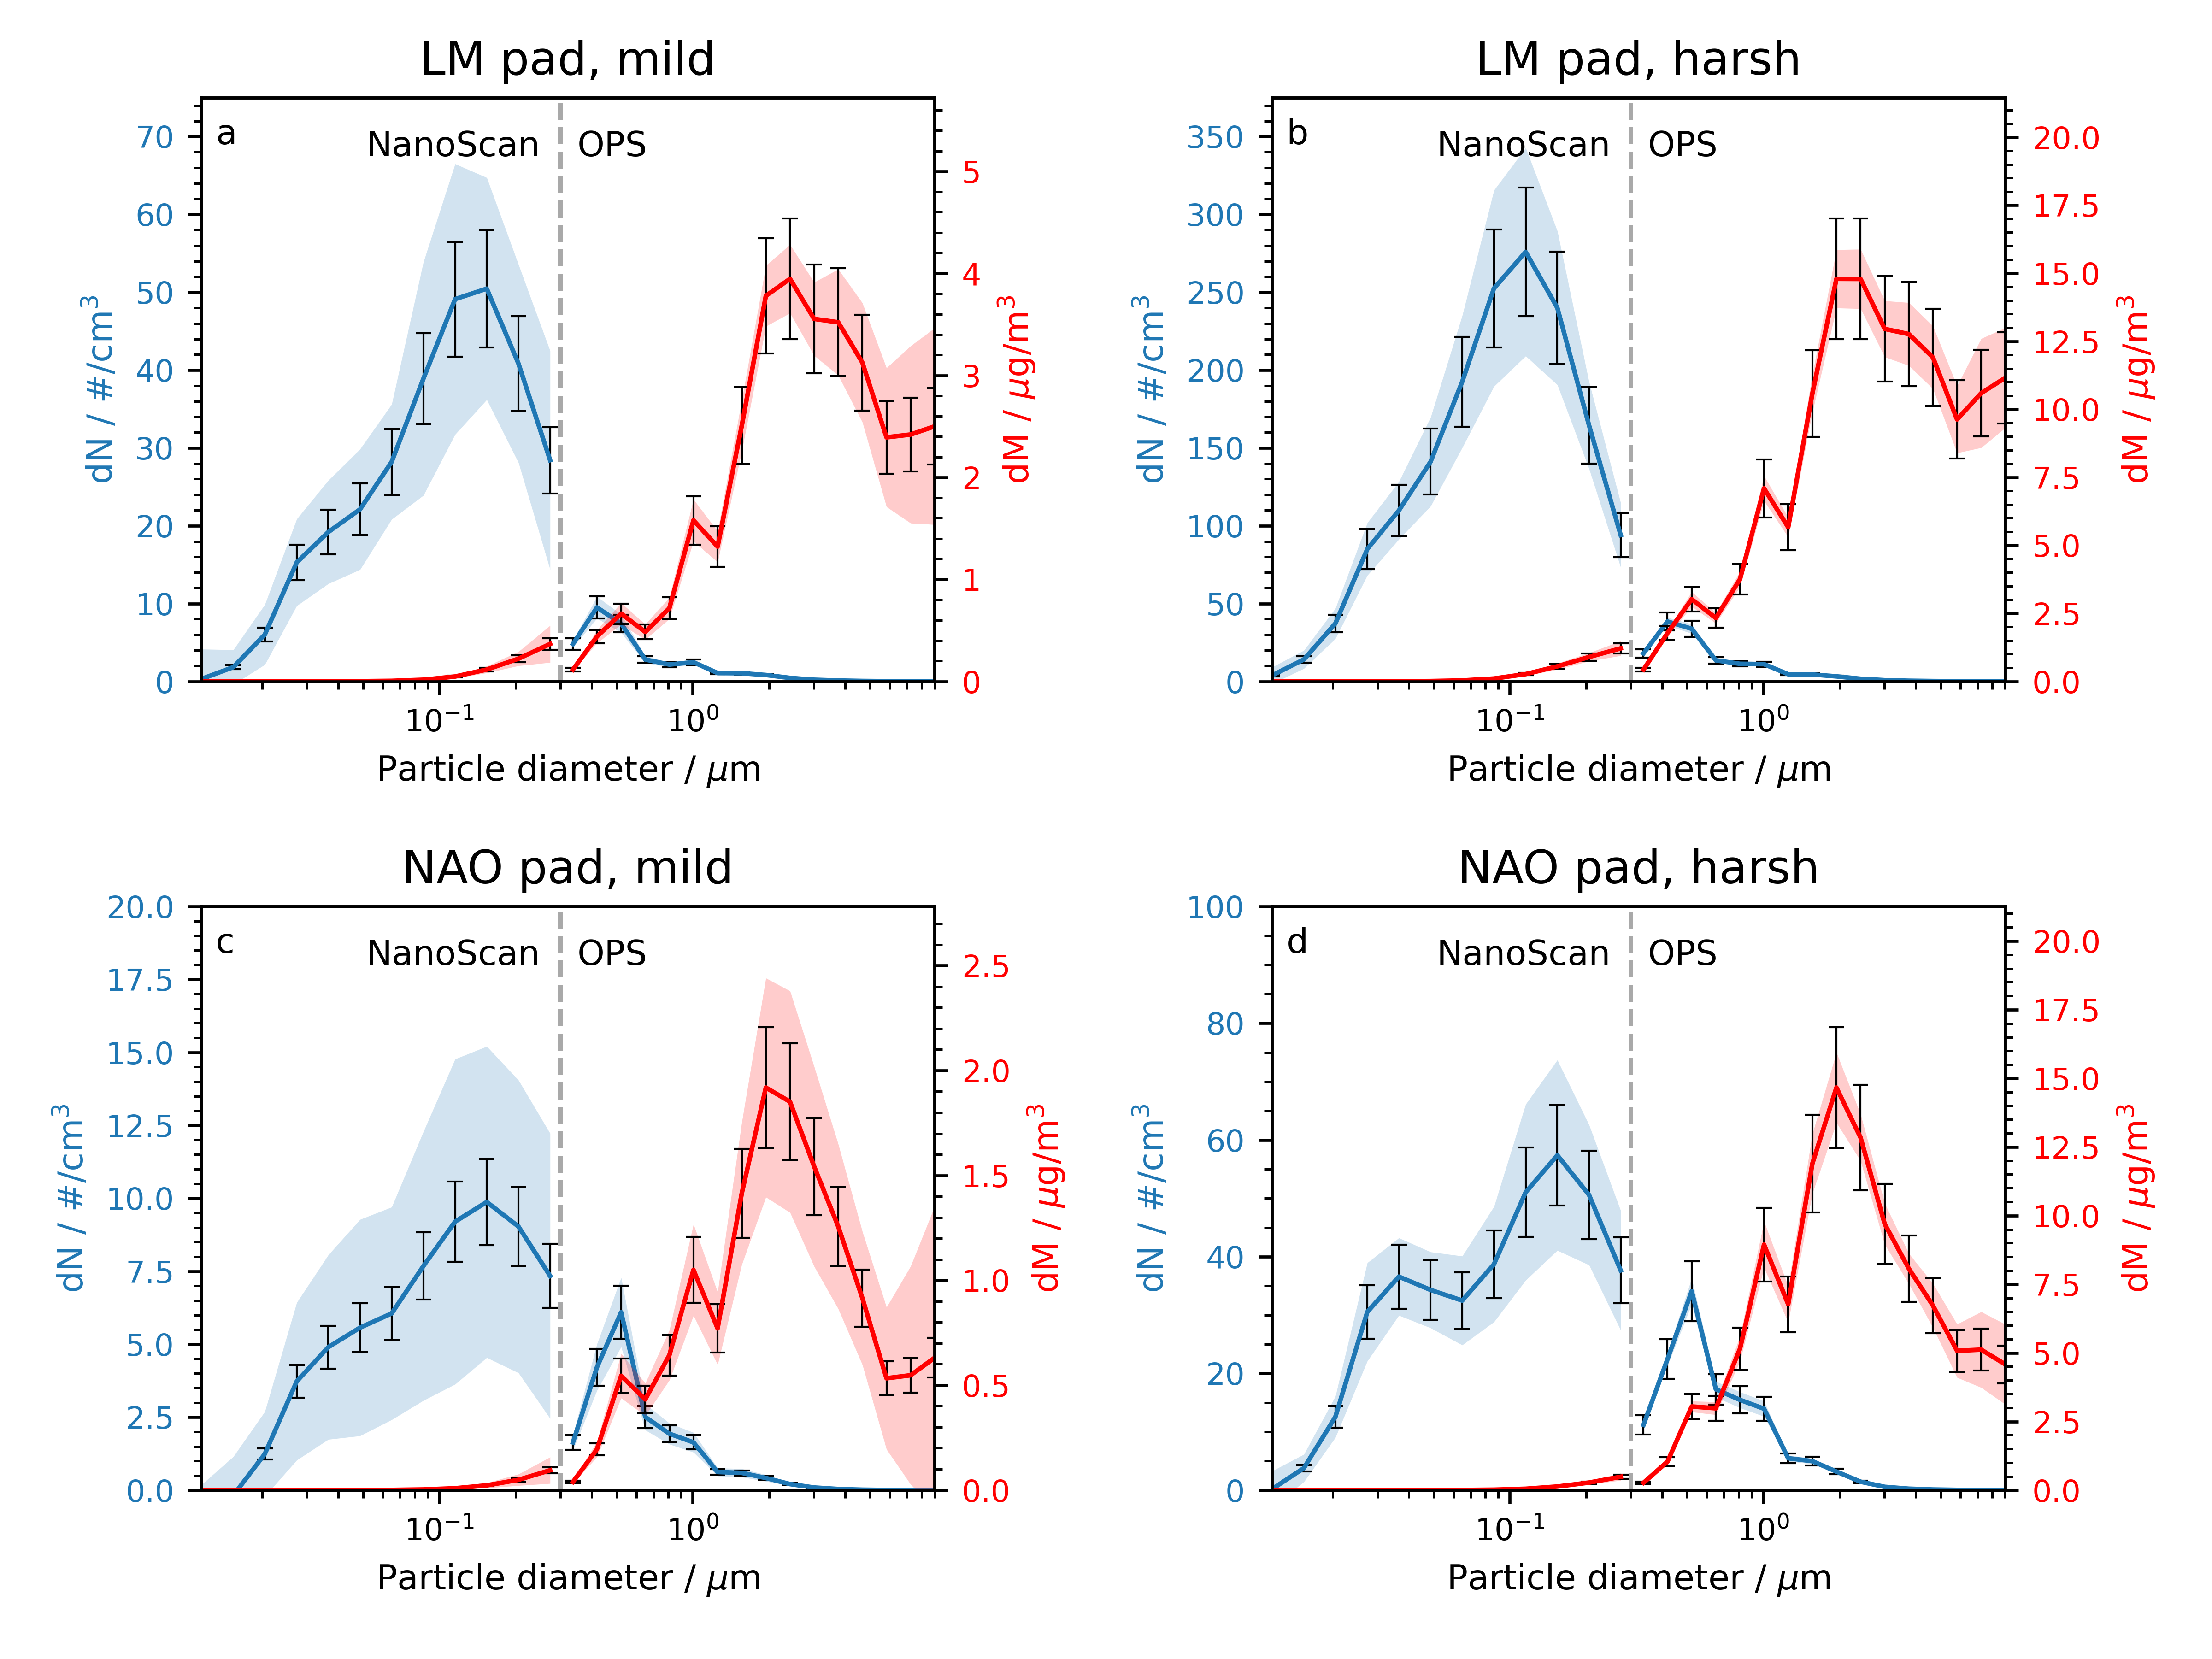 LM pad, mild
a
NanoScan
OPS
70
60
50
40
30
20
10
0
dN / #/cm³
5
4
3
2
1
0
dM / µg/m³
10⁻¹
10⁰
Particle diameter / µm
LM pad, harsh
b
NanoScan
OPS
350
300
250
200
150
100
50
0
dN / #/cm³
20.0
17.5
15.0
12.5
10.0
7.5
5.0
2.5
0.0
dM / µg/m³
10⁻¹
10⁰
Particle diameter / µm
NAO pad, mild
c
NanoScan
OPS
20.0
17.5
15.0
12.5
10.0
7.5
5.0
2.5
0.0
dN / #/cm³
2.5
2.0
1.5
1.0
0.5
0.0
dM / µg/m³
10⁻¹
10⁰
Particle diameter / µm
NAO pad, harsh
d
NanoScan
OPS
100
80
60
40
20
0
dN / #/cm³
20.0
17.5
15.0
12.5
10.0
7.5
5.0
2.5
0.0
dM / µg/m³
10⁻¹
10⁰
Particle diameter / µm